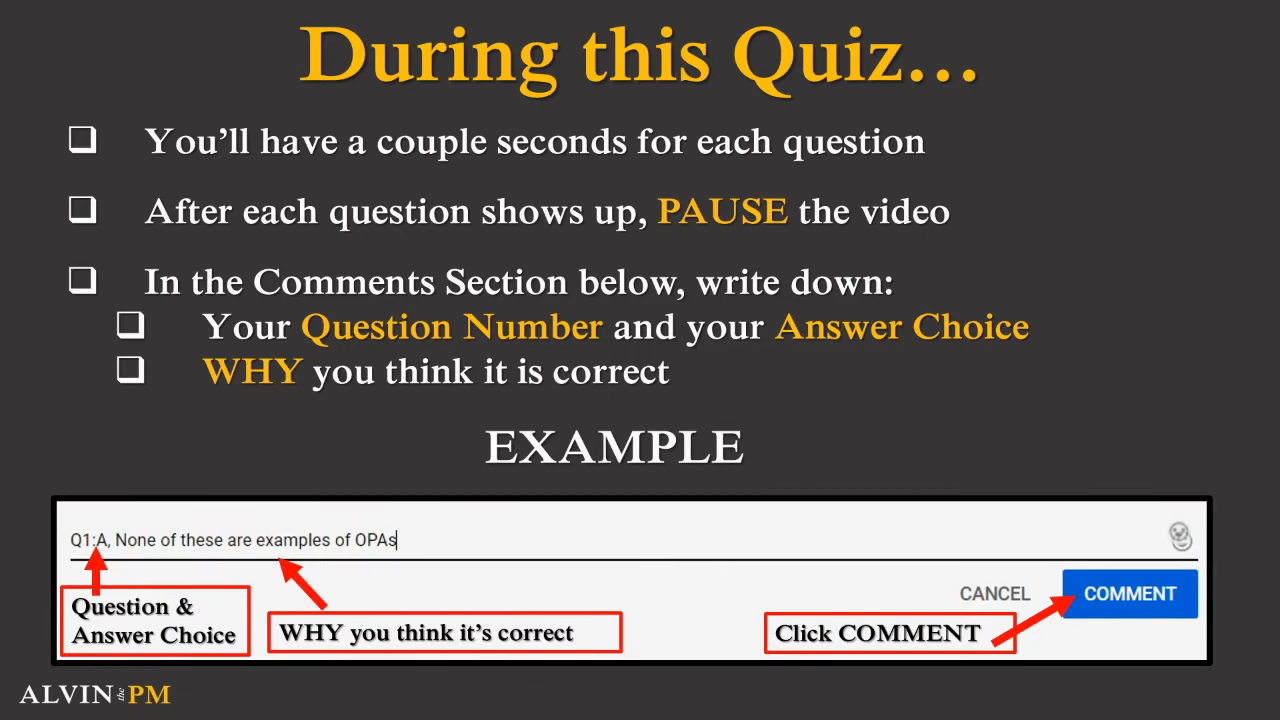 During this Quiz…
❑ You’ll have a couple seconds for each question
❑ After each question shows up, PAUSE the video
❑ In the Comments Section below, write down:
❑ Your Question Number and your Answer Choice
❑ WHY you think it is correct
EXAMPLE
Q1:A, None of these are examples of OPAs
CANCEL COMMENT
Question &
Answer Choice
WHY you think it’s correct
Click COMMENT
ALVIN the PM